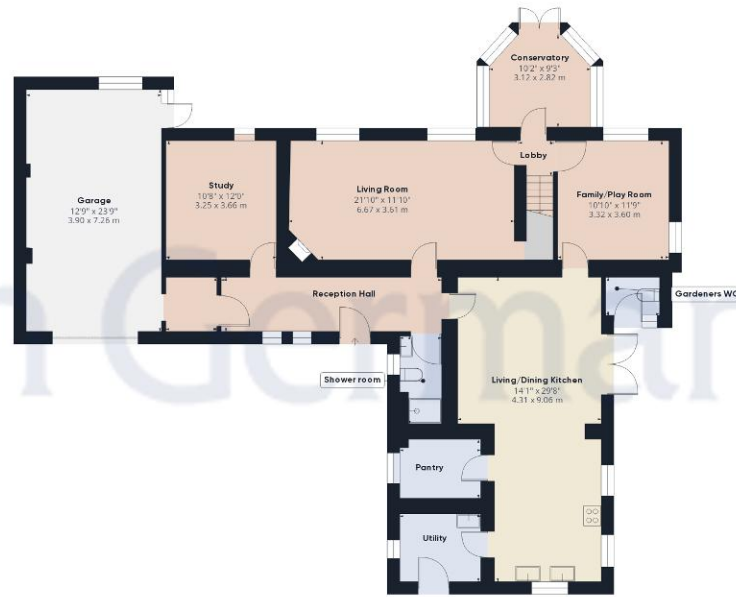 Conservatory
10'2" x 9'3"
3.12 x 2.82 m
Lobby
Garage
12'9" x 23'9"
3.90 x 7.26 m
Study
10'8" x 12'0"
3.25 x 3.66 m
Living Room
21'10" x 11'10"
6.67 x 3.61 m
Family/Play Room
10'10" x 11'9"
3.32 x 3.60 m
Reception Hall
Gardeners WC
n German
Shower room
Living/Dining Kitchen
14'1" x 29'8"
4.31 x 9.06 m
Pantry
Utility